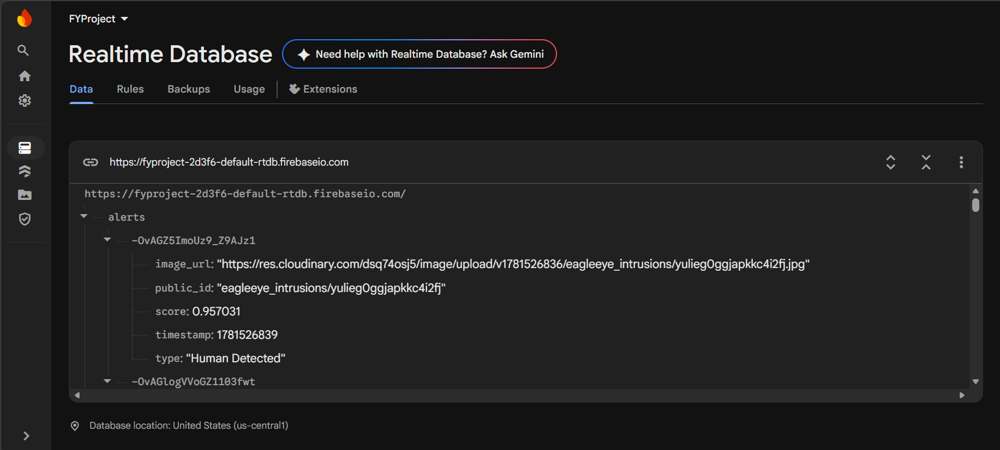 FYProject
Realtime Database
Need help with Realtime Database? Ask Gemini
Data Rules Backups Usage Extensions
https://fyproject-2d3f6-default-rtdb.firebaseio.com
https://fyproject-2d3f6-default-rtdb.firebaseio.com/
alerts
-OvAGZ5ImoUz9_Z9AJz1
image_url: "https://res.cloudinary.com/dsq74osj5/image/upload/v1781526836/eagleeye_intrusions/yulieg0ggjapkkc4i2fj.jpg"
public_id: "eagleeye_intrusions/yulieg0ggjapkkc4i2fj"
score: 0.957031
timestamp: 1781526839
type: "Human Detected"
-OvAGlogVVoGZ1103fwt
Database location: United States (us-central1)